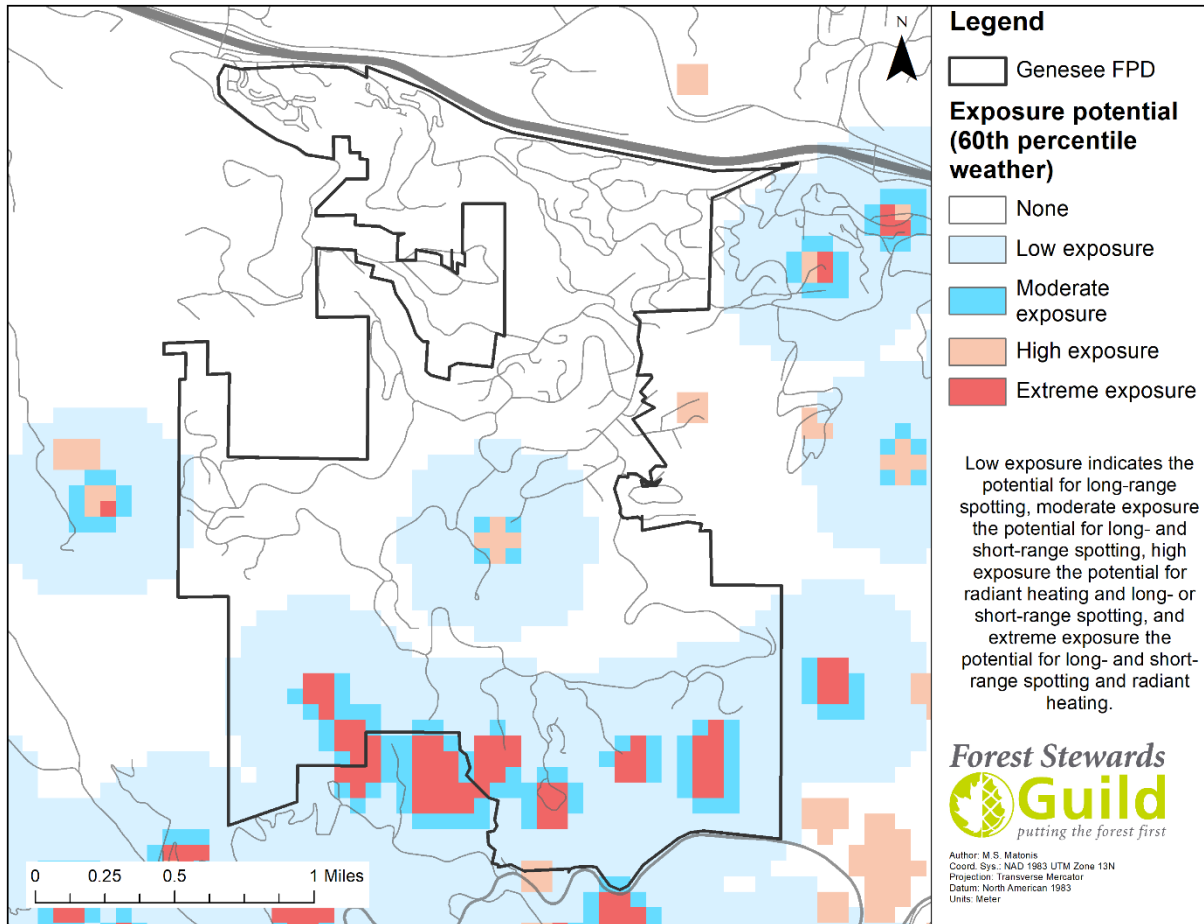 N
Legend
Genesee FPD
Exposure potential
(60th percentile
weather)
None
Low exposure
Moderate
exposure
High exposure
Extreme exposure
Low exposure indicates the
potential for long-range
spotting, moderate exposure
the potential for long- and
short-range spotting, high
exposure the potential for
radiant heating and long- or
short-range spotting, and
extreme exposure the
potential for long- and short-
range spotting and radiant
heating.
Forest Stewards
Guild
putting the forest first
Author: M.S. Matonis
Coord. Sys.: NAD 1983 UTM Zone 13N
Projection: Transverse Mercator
Datum: North American 1983
Units: Meter
0 0.25 0.5 1 Miles